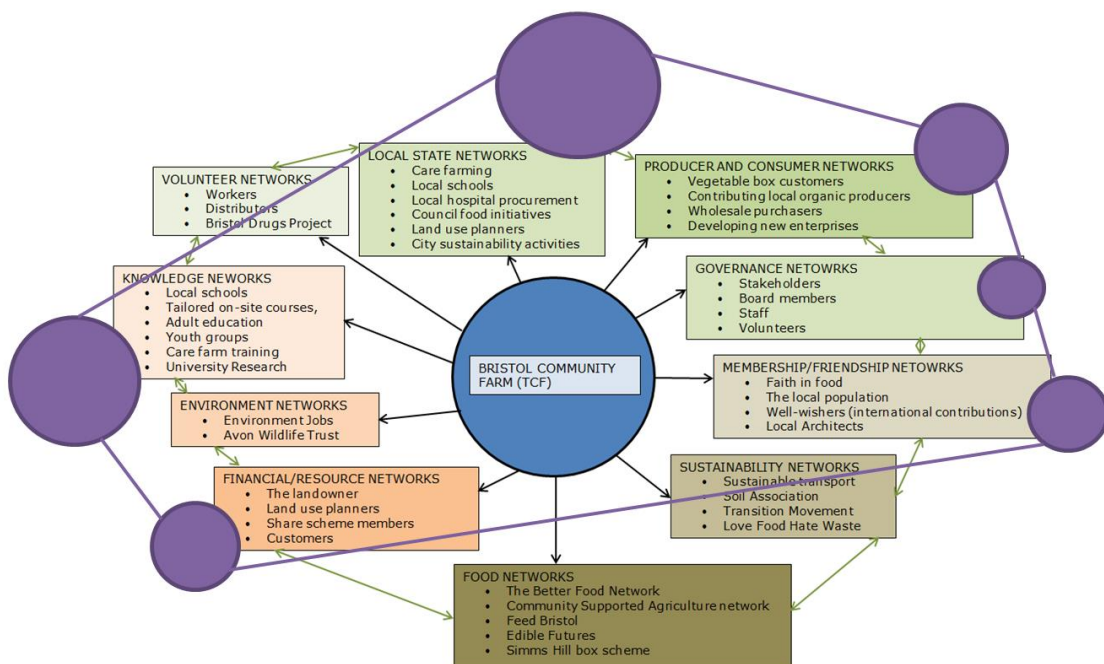 LOCAL STATE NETWORKS
• Care farming
• Local schools
• Local hospital procurement
• Council food initiatives
• Land use planners
• City sustainability activities
PRODUCER AND CONSUMER NETWORKS
• Vegetable box customers
• Contributing local organic producers
• Wholesale purchasers
• Developing new enterprises
VOLUNTEER NETWORKS
• Workers
• Distributors
• Bristol Drugs Project
KNOWLEDGE NEWORKS
• Local schools
• Tailored on-site courses,
• Adult education
• Youth groups
• Care farm training
• University Research
GOVERNANCE NETOWRKS
• Stakeholders
• Board members
• Staff
• Volunteers
BRISTOL COMMUNITY
FARM (TCF)
MEMBERSHIP/FRIENDSHIP NETOWRKS
• Faith in food
• The local population
• Well-wishers (international contributions)
• Local Architects
ENVIRONMENT NETWORKS
• Environment Jobs
• Avon Wildlife Trust
FINANCIAL/RESOURCE NETWORKS
• The landowner
• Land use planners
• Share scheme members
• Customers
SUSTAINABILITY NETWORKS
• Sustainable transport
• Soil Association
• Transition Movement
• Love Food Hate Waste
FOOD NETWORKS
• The Better Food Network
• Community Supported Agriculture network
• Feed Bristol
• Edible Futures
• Simms Hill box scheme